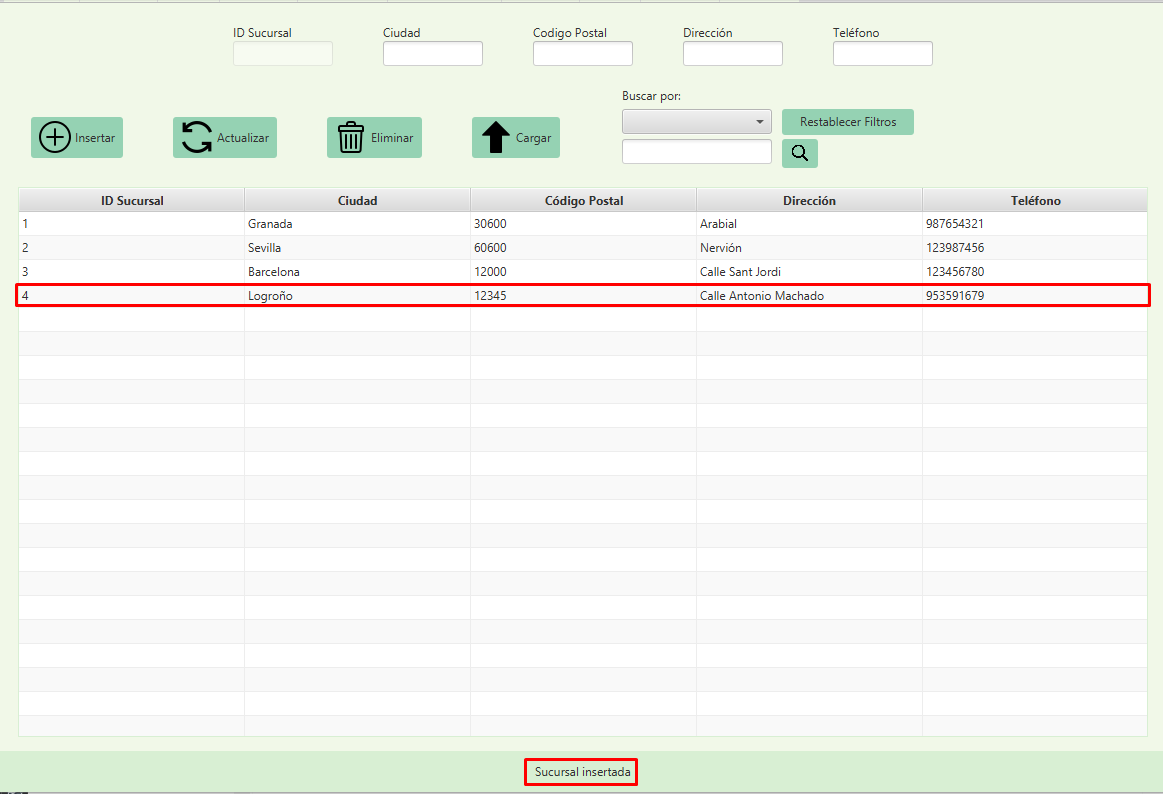 ID Sucursal Ciudad Codigo Postal Dirección Teléfono
Buscar por:
Insertar Actualizar Eliminar Cargar Restablecer Filtros
ID Sucursal Ciudad Código Postal Dirección Teléfono
1 Granada 30600 Arabial 987654321
2 Sevilla 60600 Nervión 123987456
3 Barcelona 12000 Calle Sant Jordi 123456780
4 Logroño 12345 Calle Antonio Machado 953591679
Sucursal insertada